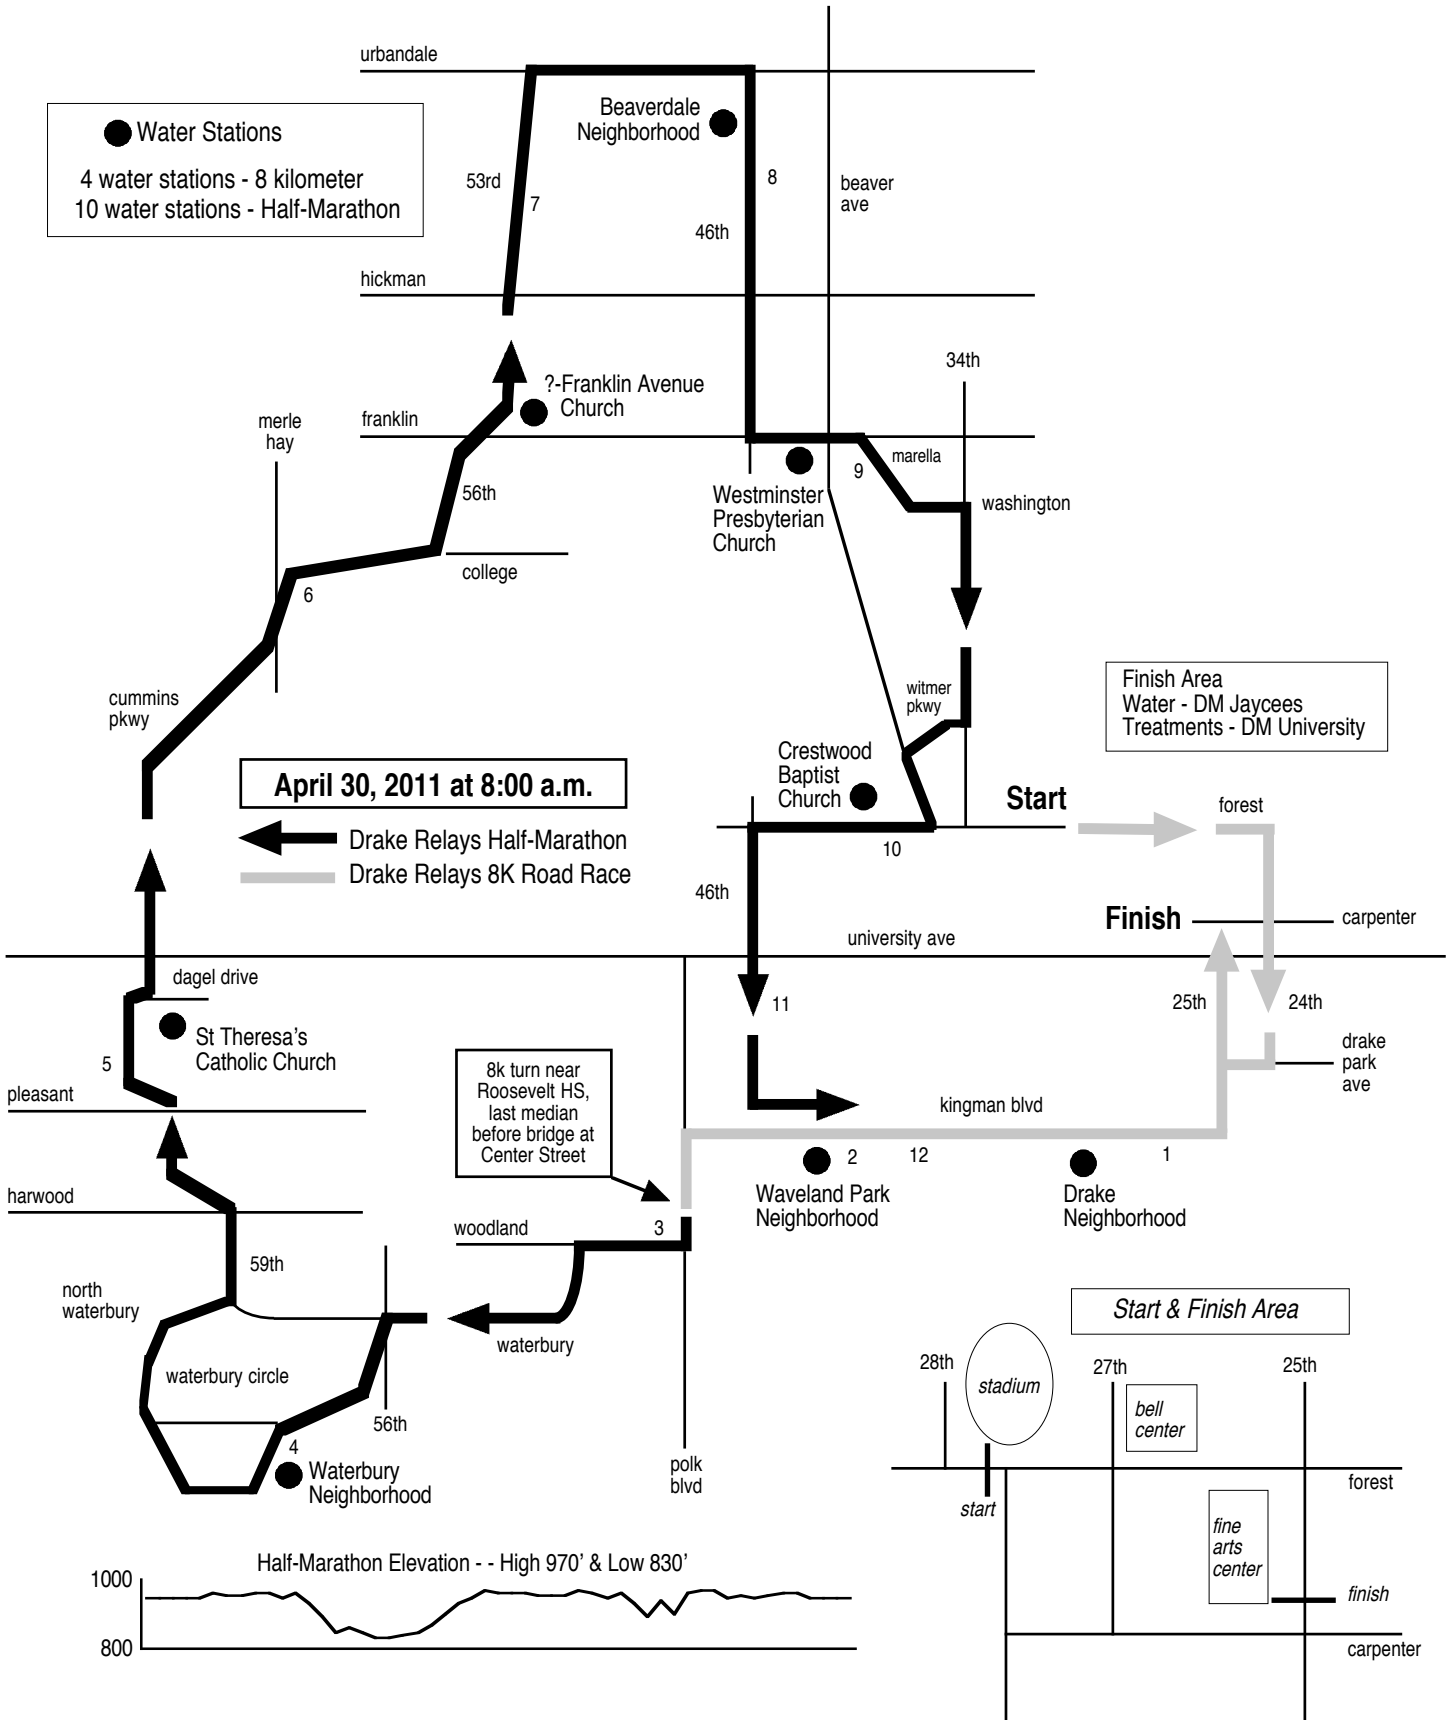 urbandale
Water Stations
4 water stations - 8 kilometer
10 water stations - Half-Marathon
Beaverdale
Neighborhood
53rd
7
8
46th
beaver
ave
hickman
34th
?-Franklin Avenue
Church
merle
hay
franklin
56th
9
marella
Westminster
Presbyterian
Church
washington
college
6
cummins
pkwy
witmer
pkwy
Finish Area
Water - DM Jaycees
Treatments - DM University
Crestwood
Baptist
Church
April 30, 2011 at 8:00 a.m.
Drake Relays Half-Marathon
Drake Relays 8K Road Race
Start
forest
10
46th
Finish
carpenter
university ave
dagel drive
11
25th
24th
St Theresa's
Catholic Church
5
drake
park
ave
pleasant
8k turn near
Roosevelt HS,
last median
before bridge at
Center Street
kingman blvd
2
12
1
Waveland Park
Neighborhood
Drake
Neighborhood
harwood
woodland
3
59th
north
waterbury
waterbury
waterbury circle
56th
4
Waterbury
Neighborhood
polk
blvd
Start & Finish Area
28th
stadium
27th
25th
bell
center
forest
start
fine
arts
center
finish
carpenter
Half-Marathon Elevation - - High 970' & Low 830'
1000
800